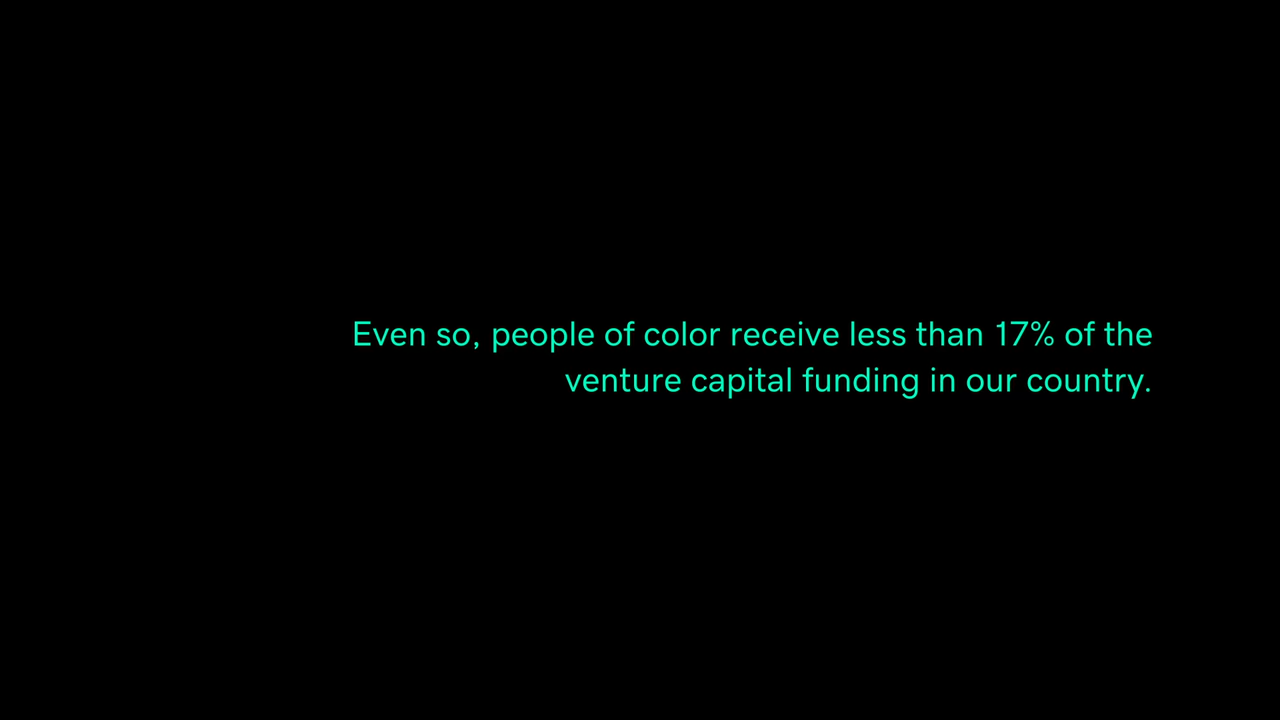 Even so, people of color receive less than 17% of the
venture capital funding in our country.